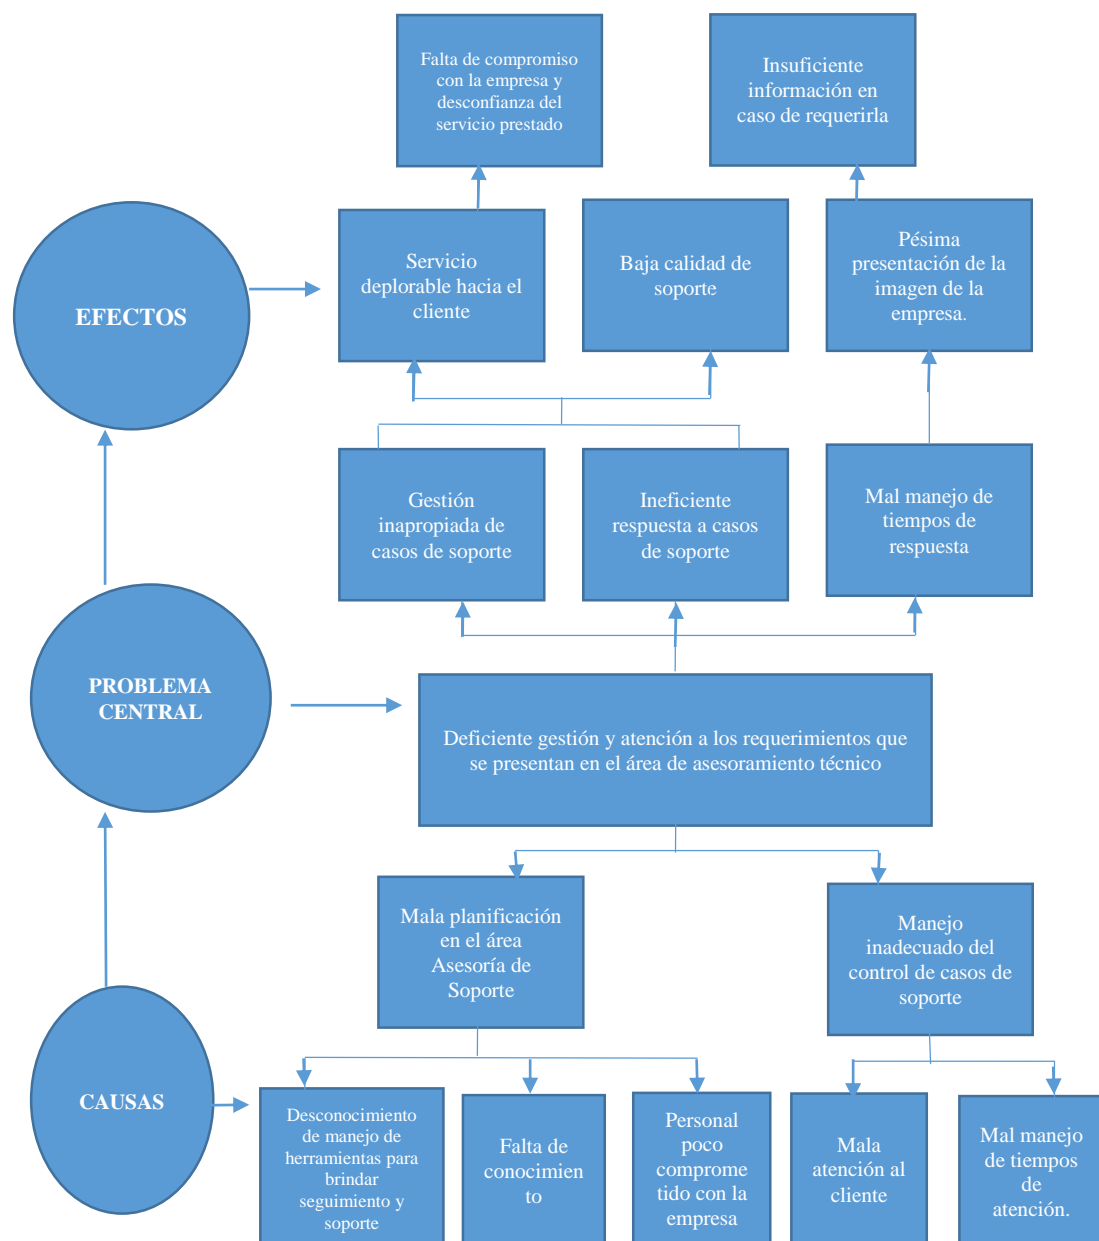 Falta de compromiso
con la empresa y
desconfianza del
servicio prestado
Insuficiente
información en
caso de requerirla
EFECTOS
Servicio
deplorable hacia el
cliente
Baja calidad de
soporte
Pésima
presentación de la
imagen de la
empresa.
Gestión
inapropiada de
casos de soporte
Ineficiente
respuesta a casos
de soporte
Mal manejo de
tiempos de
respuesta
PROBLEMA
CENTRAL
Deficiente gestión y atención a los requerimientos que
se presentan en el área de asesoramiento técnico
Mala planificación
en el área
Asesoría de
Soporte
Manejo
inadecuado del
control de casos de
soporte
CAUSAS
Desconocimiento
de manejo de
herramientas para
brindar
seguimiento y
soporte
Falta de
conocimien
to
Personal
poco
comprome
tido con la
empresa
Mala
atención al
cliente
Mal manejo
de tiempos
de
atención.